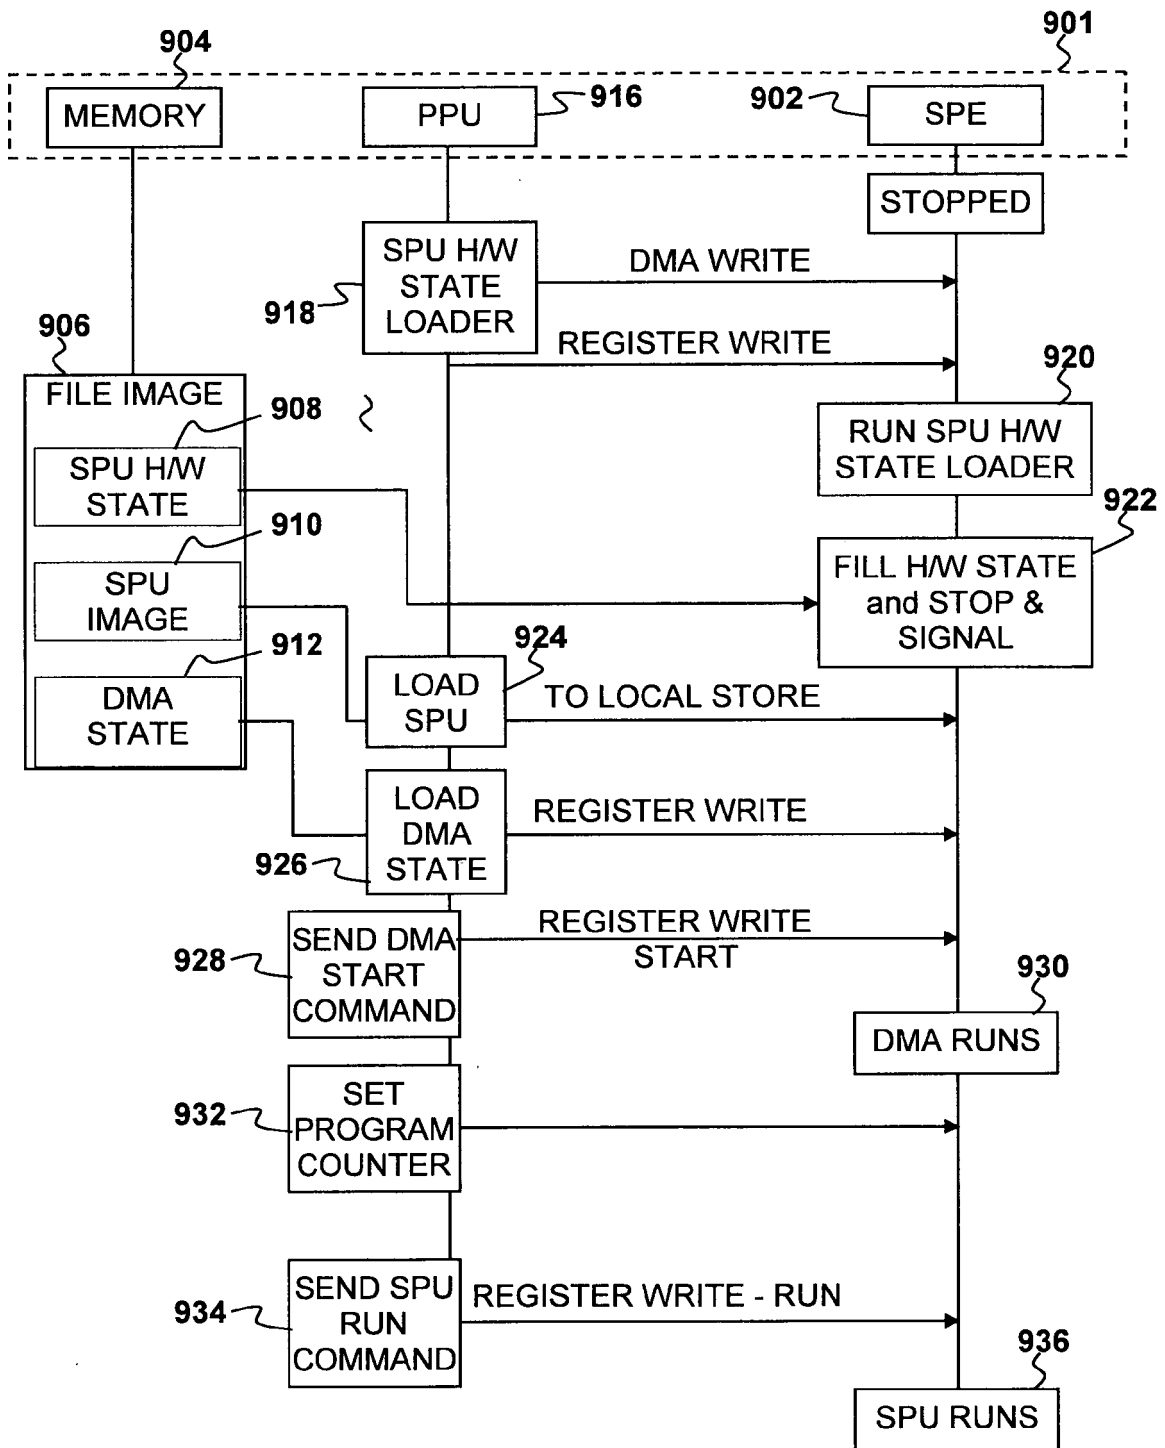 901
904
MEMORY
PPU
916
902
SPE
STOPPED
SPU H/W
STATE
LOADER
918
DMA WRITE
REGISTER WRITE
906
FILE IMAGE
908
SPU H/W
STATE
920
RUN SPU H/W
STATE LOADER
922
FILL H/W STATE
and STOP &
SIGNAL
910
SPU
IMAGE
924
LOAD
SPU
TO LOCAL STORE
912
DMA
STATE
LOAD
DMA
STATE
926
REGISTER WRITE
SEND DMA
START
COMMAND
928
REGISTER WRITE
START
930
DMA RUNS
SET
PROGRAM
COUNTER
932
SEND SPU
RUN
COMMAND
934
REGISTER WRITE - RUN
936
SPU RUNS